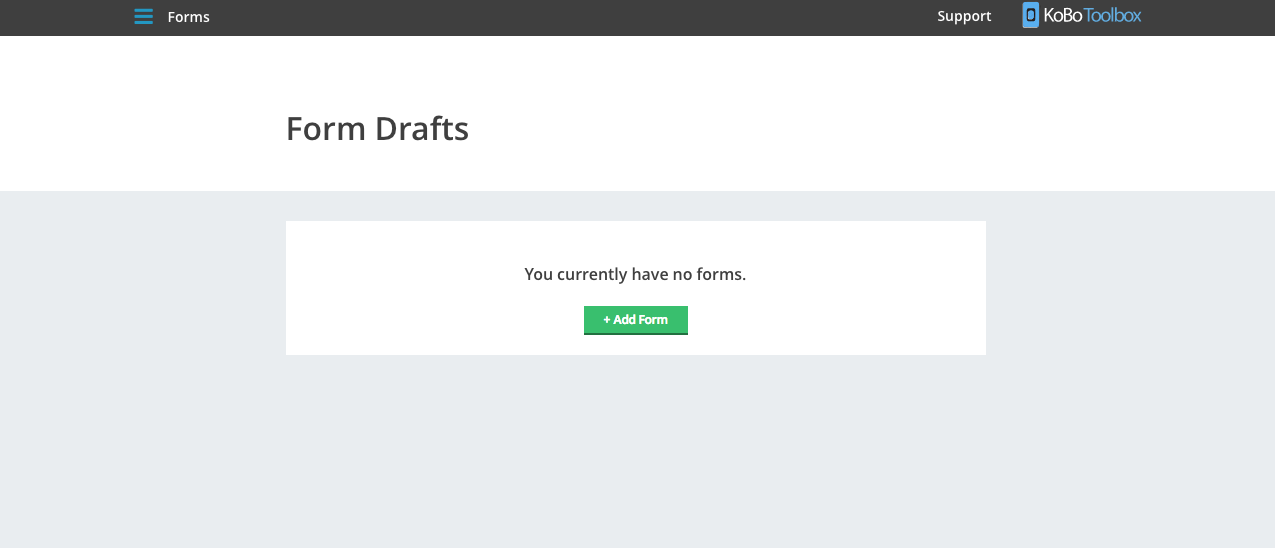 Forms
Support
KoBoToolbox
Form Drafts
You currently have no forms.
+ Add Form